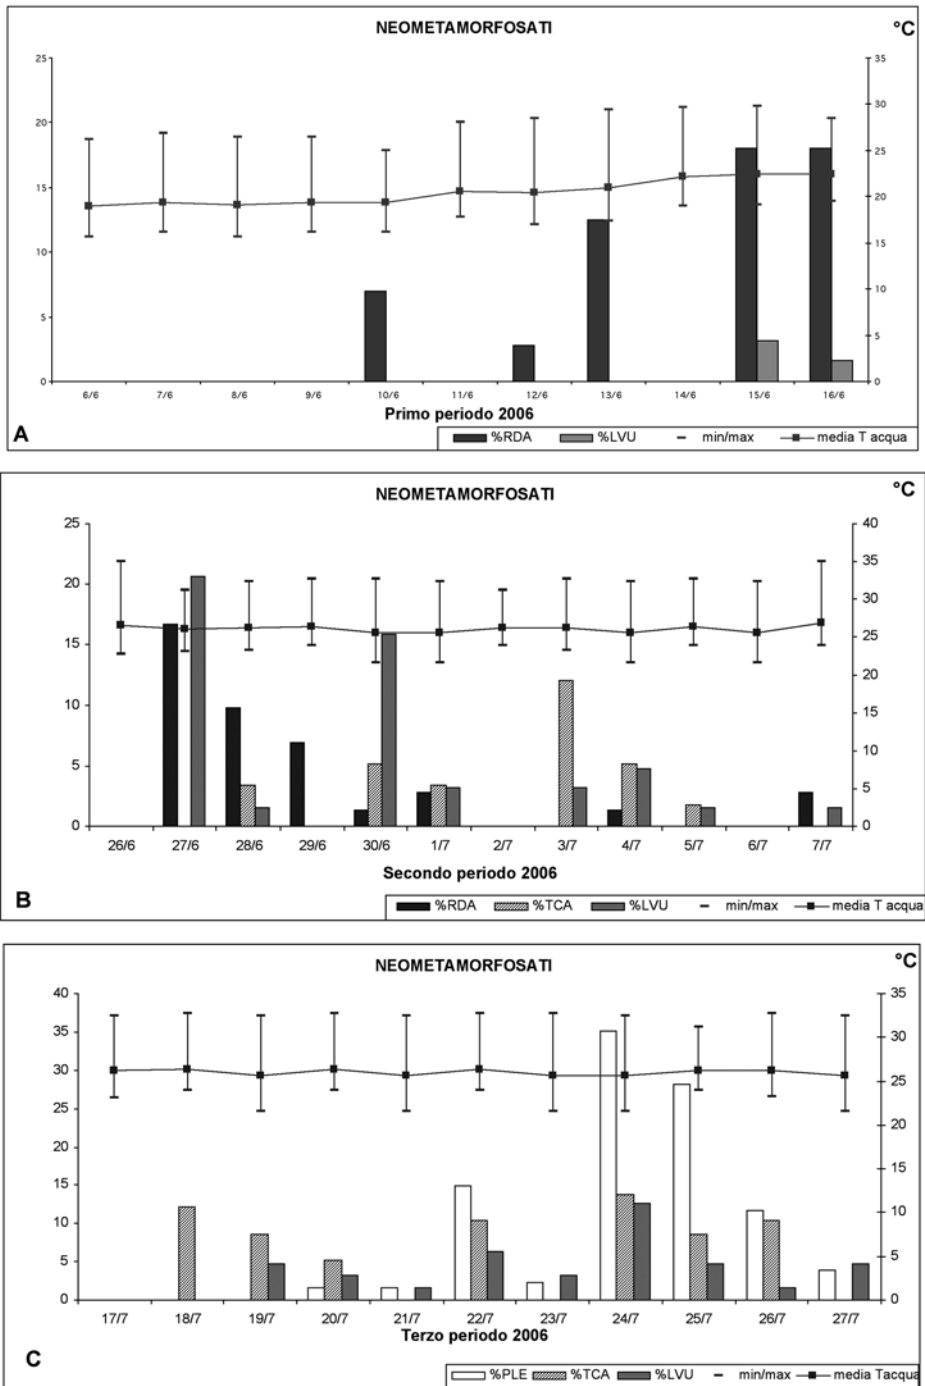 NEOMETAMORFOSATI
°C
25
20
15
10
5
0
35
30
25
20
15
10
5
0
6/6 7/6 8/6 9/6 10/6 11/6 12/6 13/6 14/6 15/6 16/6
Primo periodo 2006
A
%RDA %LVU min/max media T acqua
NEOMETAMORFOSATI
°C
25
20
15
10
5
0
40
35
30
25
20
15
10
5
0
26/6 27/6 28/6 29/6 30/6 1/7 2/7 3/7 4/7 5/7 6/7 7/7
Secondo periodo 2006
B
%RDA %TCA %LVU min/max media T acqua
NEOMETAMORFOSATI
°C
40
35
30
25
20
15
10
5
0
35
30
25
20
15
10
5
0
17/7 18/7 19/7 20/7 21/7 22/7 23/7 24/7 25/7 26/7 27/7
Terzo periodo 2006
C
%PLE %TCA %LVU min/max media Tacqua